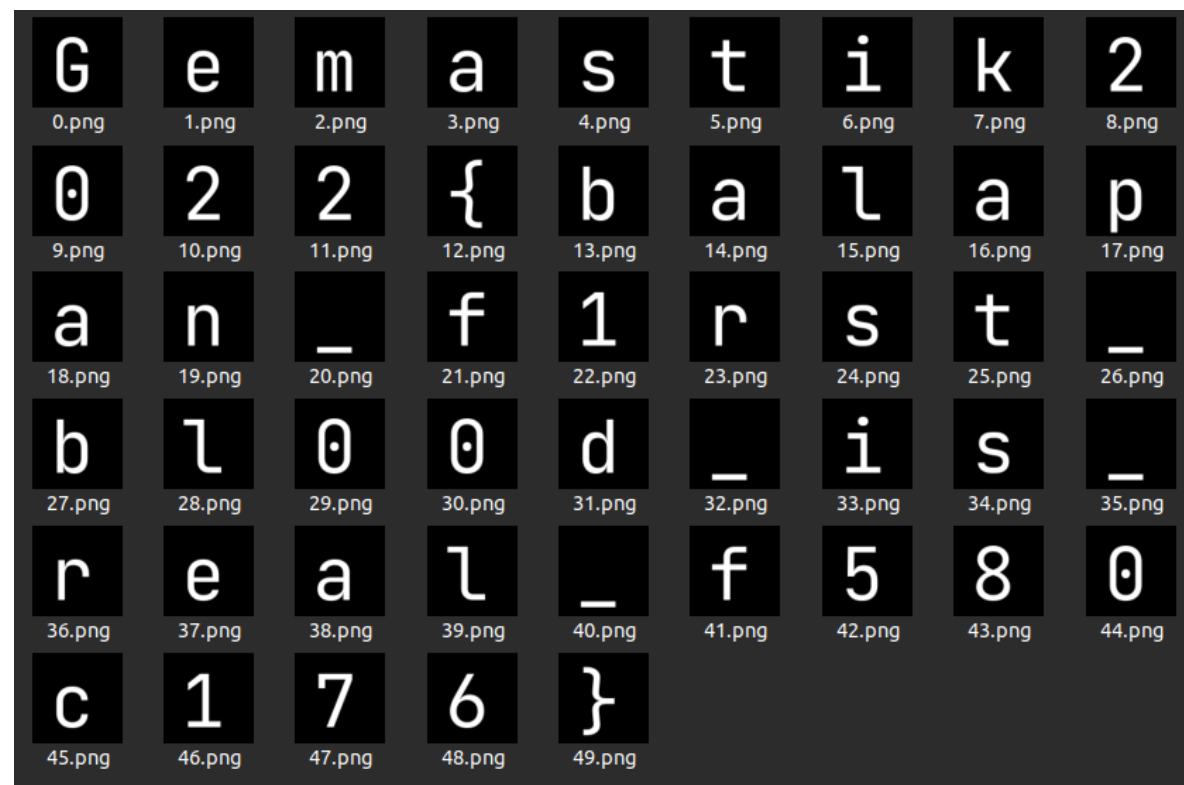 G e m a s t i k 2
0.png 1.png 2.png 3.png 4.png 5.png 6.png 7.png 8.png
0 2 2 { b a l a p
9.png 10.png 11.png 12.png 13.png 14.png 15.png 16.png 17.png
a n _ f 1 r s t _
18.png 19.png 20.png 21.png 22.png 23.png 24.png 25.png 26.png
b l 0 0 d _ i s _
27.png 28.png 29.png 30.png 31.png 32.png 33.png 34.png 35.png
r e a l _ f 5 8 0
36.png 37.png 38.png 39.png 40.png 41.png 42.png 43.png 44.png
c 1 7 6 }
45.png 46.png 47.png 48.png 49.png